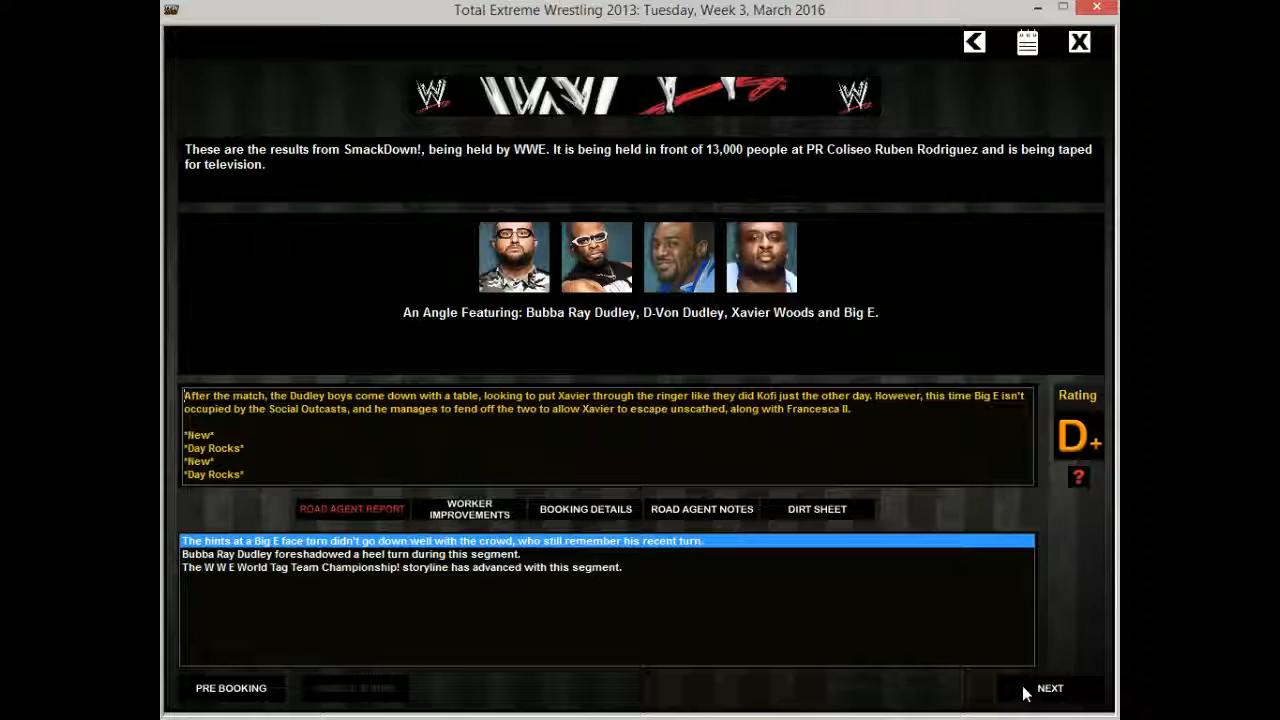 Total Extreme Wrestling 2013: Tuesday, Week 3, March 2016
These are the results from SmackDown!, being held by WWE. It is being held in front of 13,000 people at PR Coliseo Ruben Rodriguez and is being taped
for television.
An Angle Featuring: Bubba Ray Dudley, D-Von Dudley, Xavier Woods and Big E.
After the match, the Dudley boys come down with a table, looking to put Xavier through the ringer like they did Kofi just the other day. However, this time Big E isn't
occupied by the Social Outcasts, and he manages to fend off the two to allow Xavier to escape unscathed, along with Francesca II.
*New*
*Day Rocks*
*New*
*Day Rocks*
Rating
D+
?
ROAD AGENT REPORT
WORKER
IMPROVEMENTS
BOOKING DETAILS
ROAD AGENT NOTES
DIRT SHEET
The hints at a Big E face turn didn't go down well with the crowd, who still remember his recent turn.
Bubba Ray Dudley foreshadowed a heel turn during this segment.
The W W E World Tag Team Championship! storyline has advanced with this segment.
PRE BOOKING
NEXT